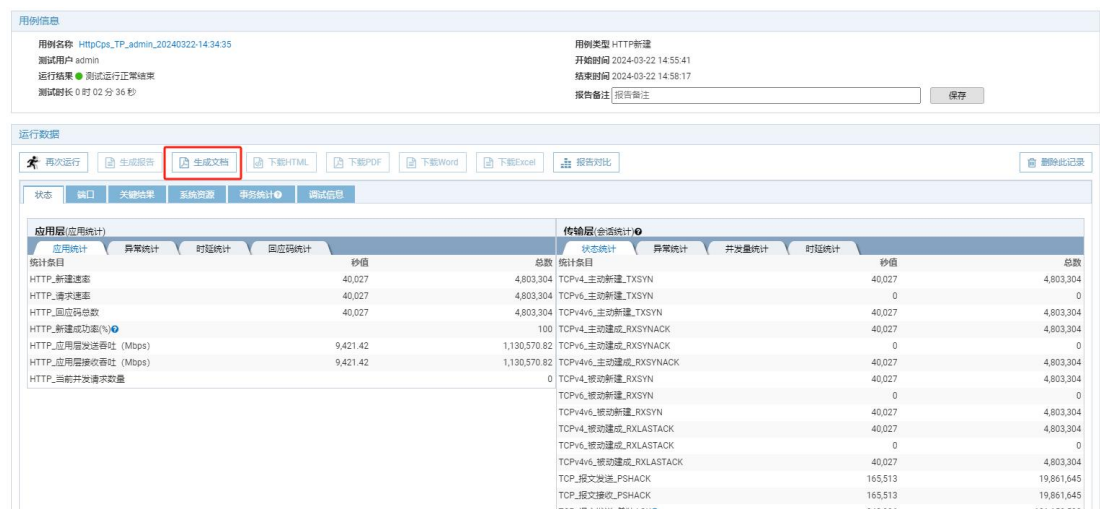 用例信息
用例名称 HttpCps_TP_admin_20240322-14:34:35
用例类型 HTTP新建
测试用户 admin
开始时间 2024-03-22 14:55:41
运行结果 测试运行正常结束
结束时间 2024-03-22 14:58:17
测试时长 0 时 02 分 36 秒
报告备注 报告备注 保存
运行数据
再次运行 生成报告 生成文档 下载HTML 下载PDF 下载Word 下载Excel 报告对比 删除此记录
状态 端口 关键结果 系统资源 事务统计 调试信息
应用层(应用统计)
应用统计 异常统计 时延统计 回应码统计
统计条目 秒值 总数
HTTP_新建速率 40,027 4,803,304
HTTP_请求速率 40,027 4,803,304
HTTP_回应码总数 40,027 4,803,304
HTTP_新建成功率(%) 100
HTTP_应用层发送吞吐 (Mbps) 9,421.42 1,130,570.82
HTTP_应用层接收吞吐 (Mbps) 9,421.42 1,130,570.82
HTTP_当前并发请求数量 0
传输层(会话统计)
状态统计 异常统计 并发量统计 时延统计
统计条目 秒值 总数
TCPv4_主动新建_TXSYN 40,027 4,803,304
TCPv6_主动新建_TXSYN 0 0
TCPv4v6_主动新建_TXSYN 40,027 4,803,304
TCPv4_主动建成_RXSYNACK 40,027 4,803,304
TCPv6_主动建成_RXSYNACK 0 0
TCPv4v6_主动建成_RXSYNACK 40,027 4,803,304
TCPv4_被动新建_RXSYN 40,027 4,803,304
TCPv6_被动新建_RXSYN 0 0
TCPv4v6_被动新建_RXSYN 40,027 4,803,304
TCPv4_被动建成_RXLASTACK 40,027 4,803,304
TCPv6_被动建成_RXLASTACK 0 0
TCPv4v6_被动建成_RXLASTACK 40,027 4,803,304
TCP_报文发送_PSHACK 165,513 19,861,645
TCP_报文接收_PSHACK 165,513 19,861,645